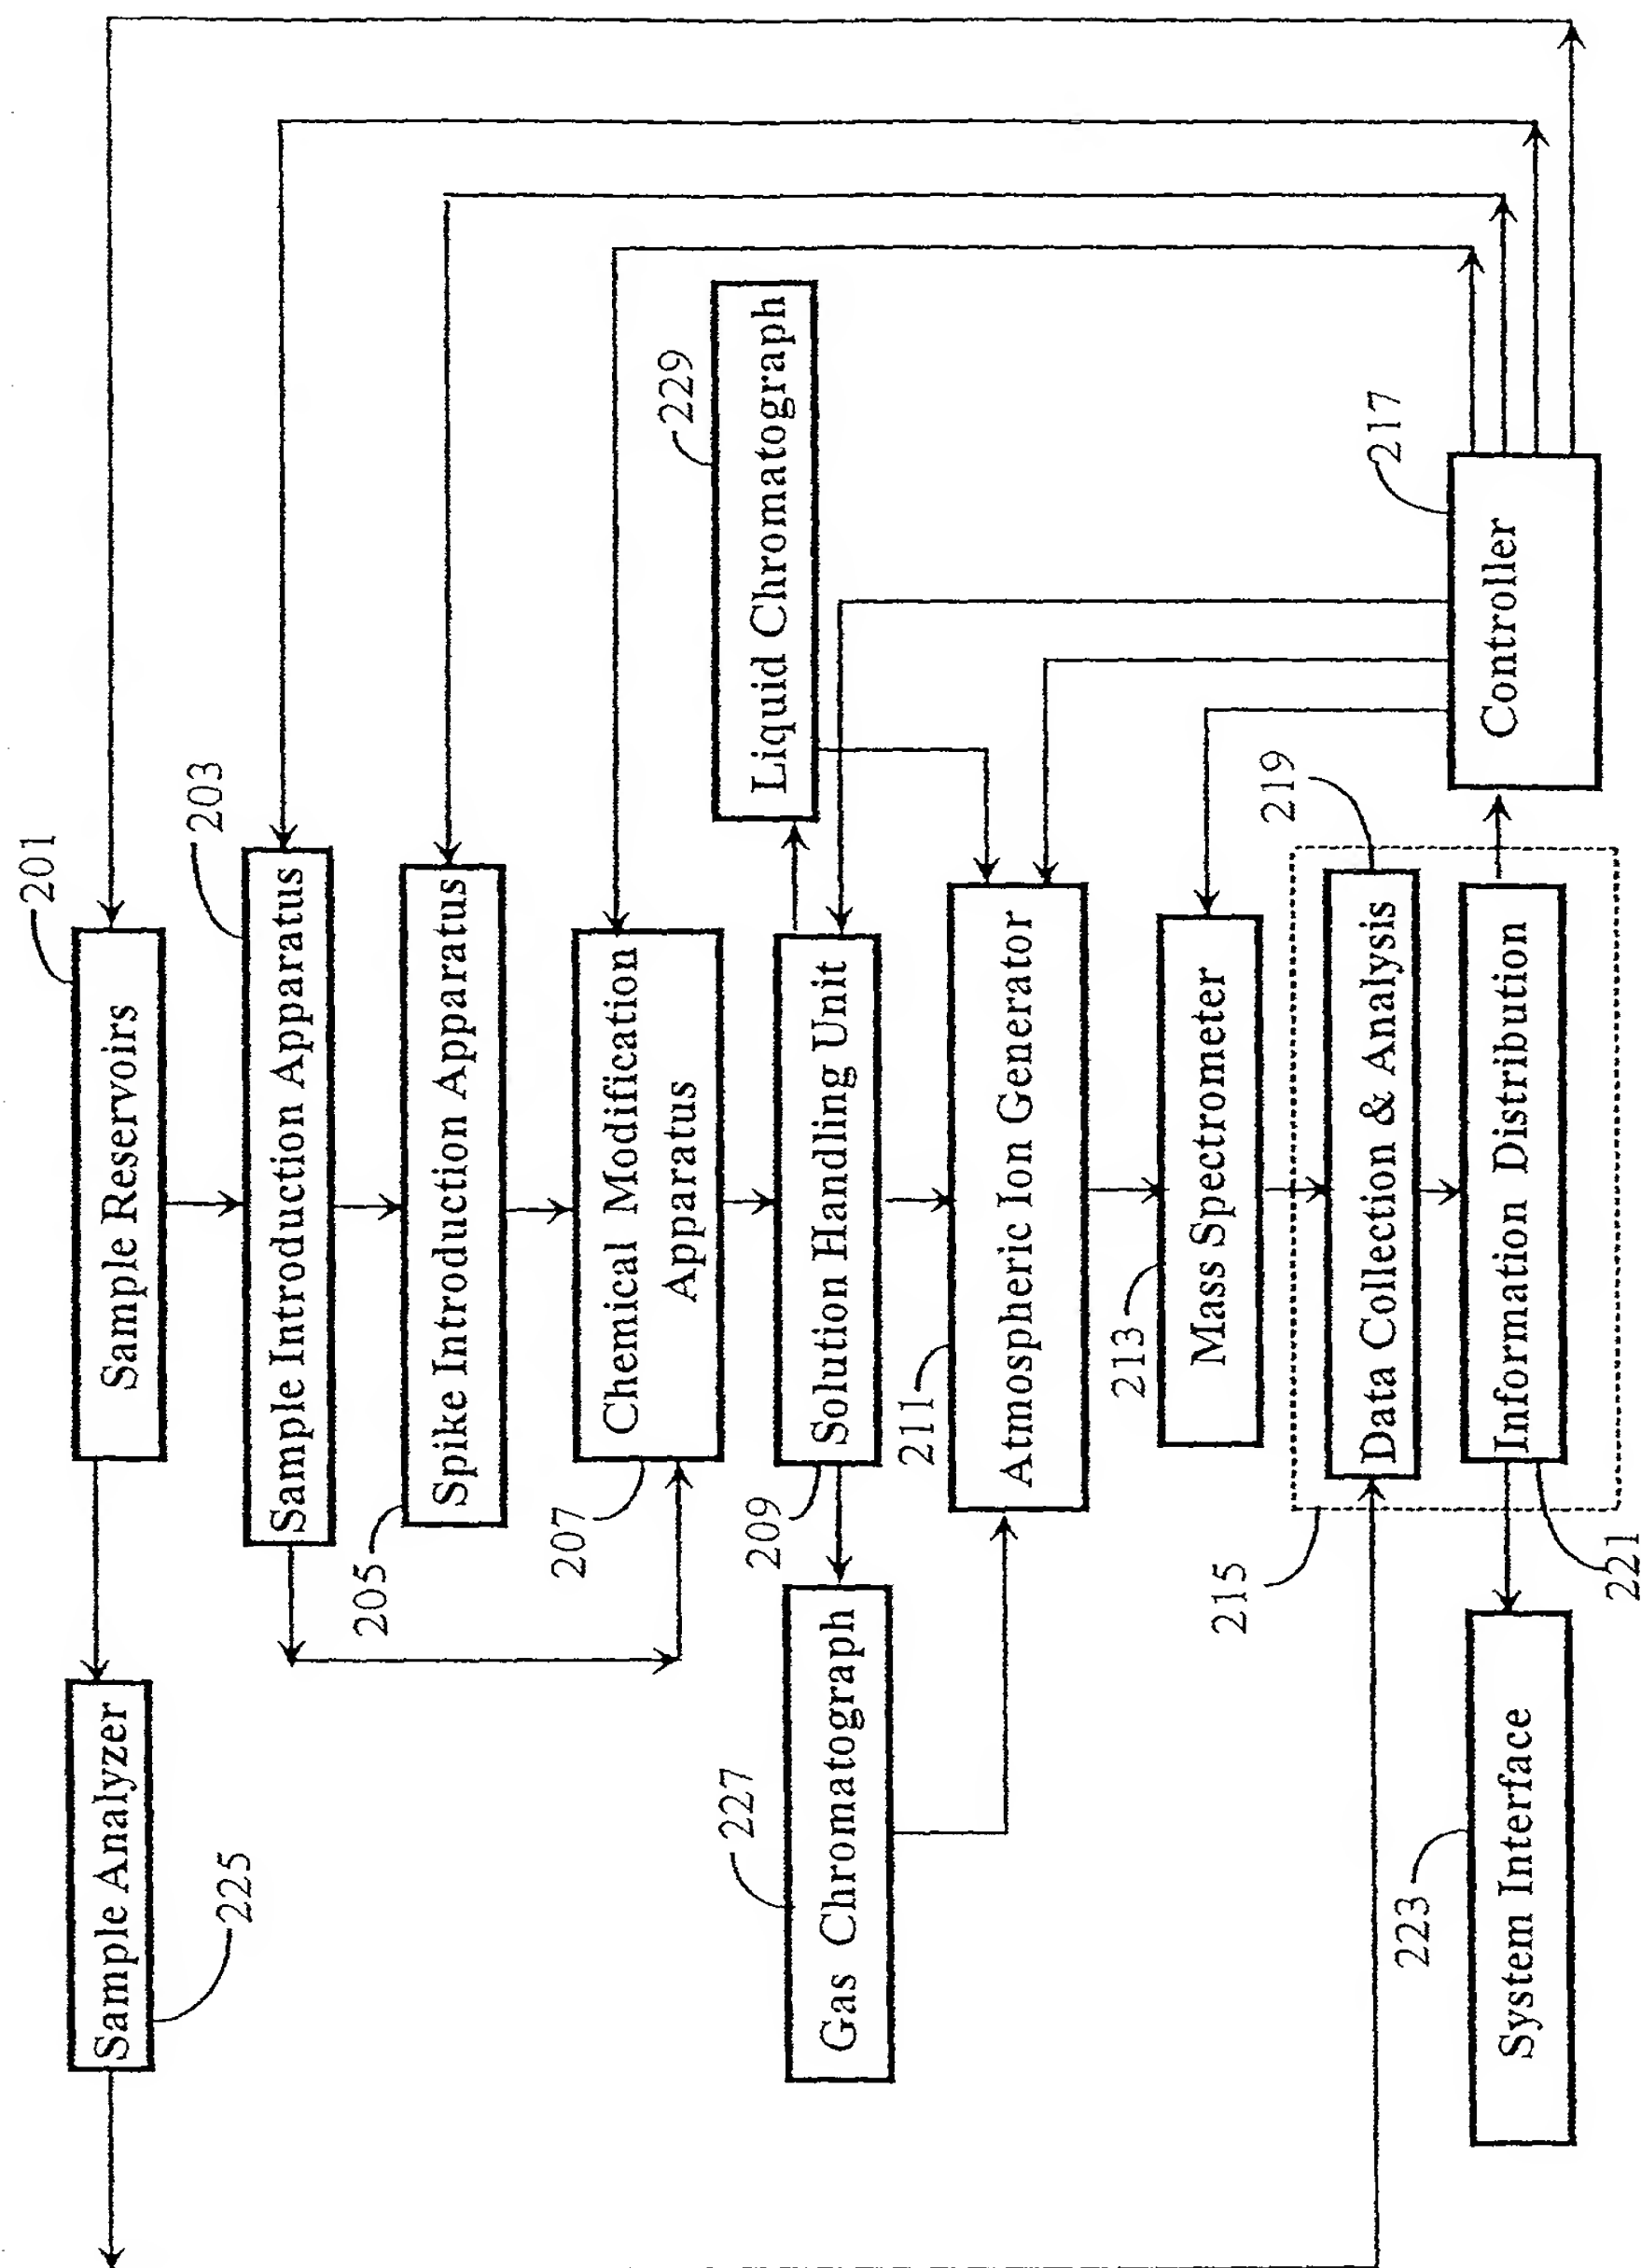 201
Sample Reservoirs
Sample Analyzer
225
203
Sample Introduction Apparatus
Spike Introduction Apparatus
205
Chemical Modification
Apparatus
207
229
Liquid Chromatograph
Solution Handling Unit
209
227
Gas Chromatograph
Atmospheric Ion Generator
211
Mass Spectrometer
213
219
Data Collection & Analysis
215
Information Distribution
221
217
Controller
223
System Interface